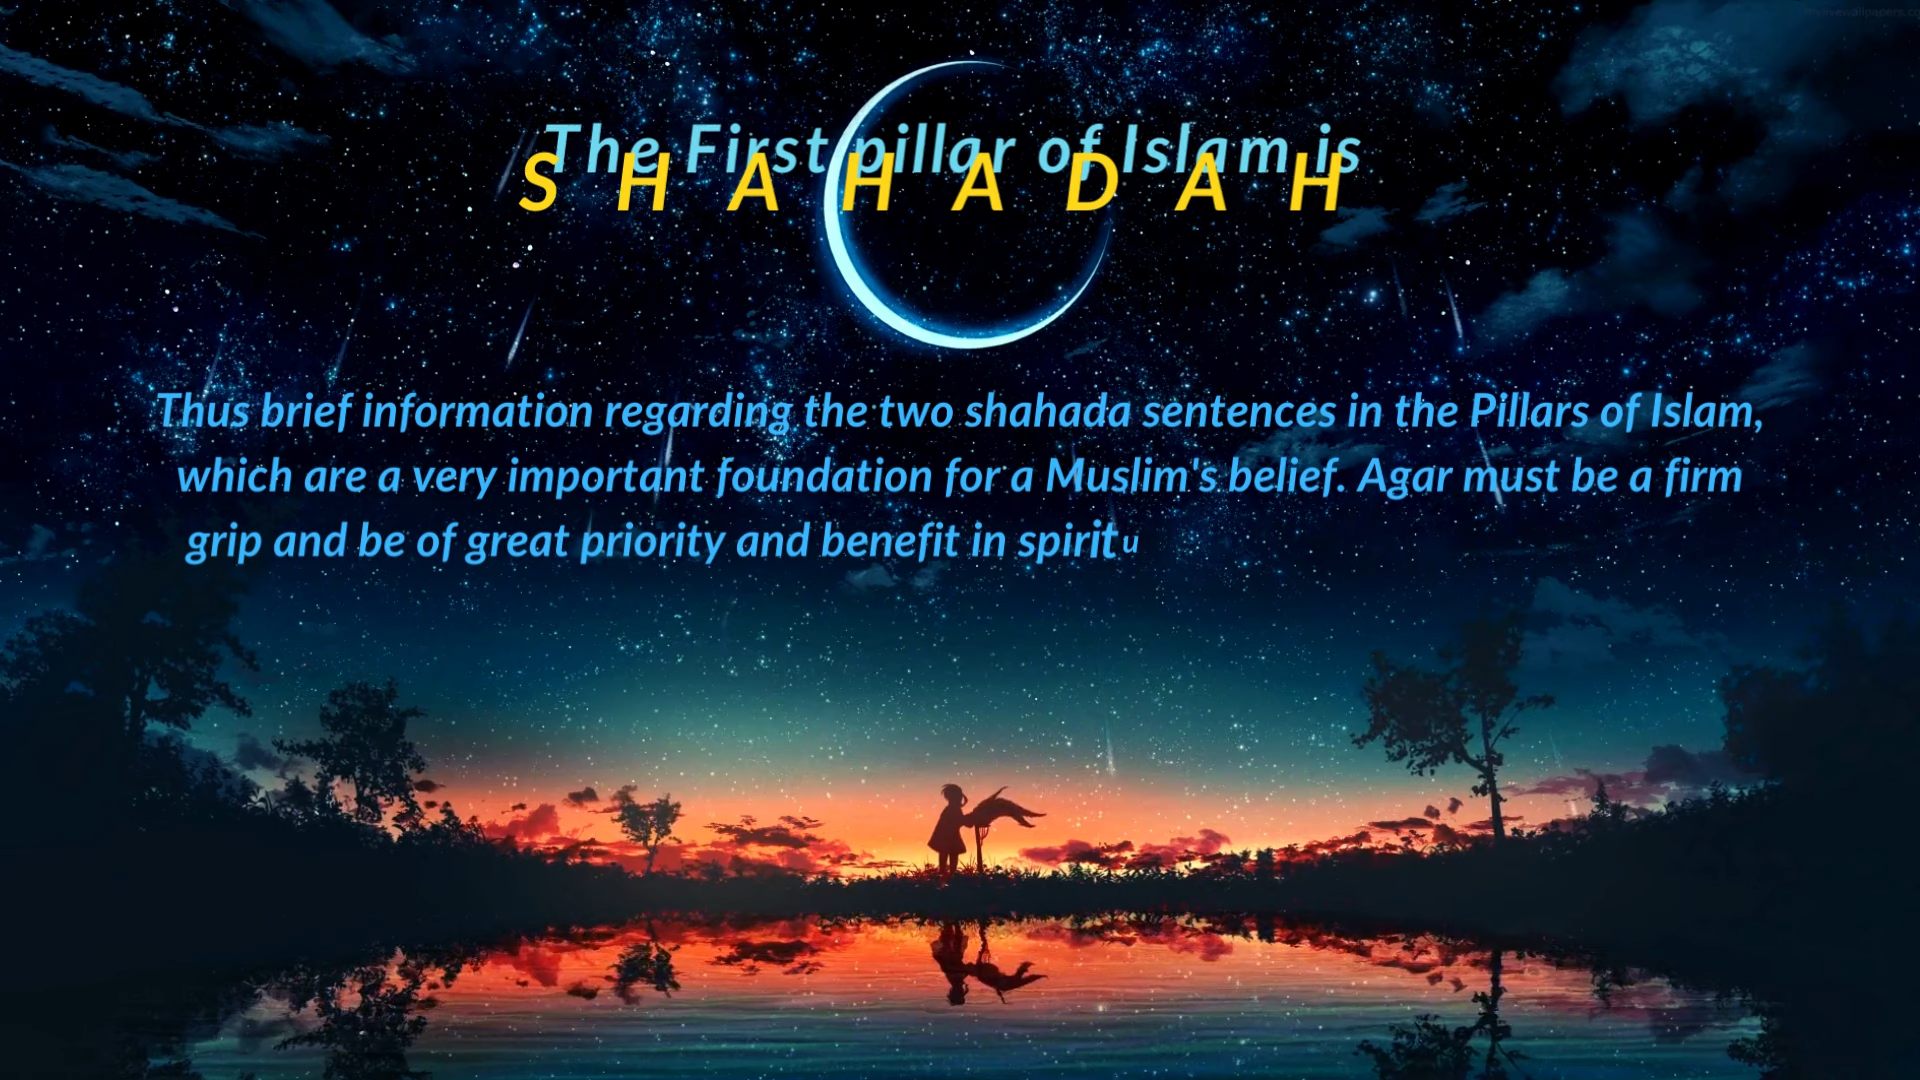 The First pillar of Islam is
S H A H A D A H
Thus brief information regarding the two shahada sentences in the Pillars of Islam,
which are a very important foundation for a Muslim's belief. Agar must be a firm
grip and be of great priority and benefit in spiritu